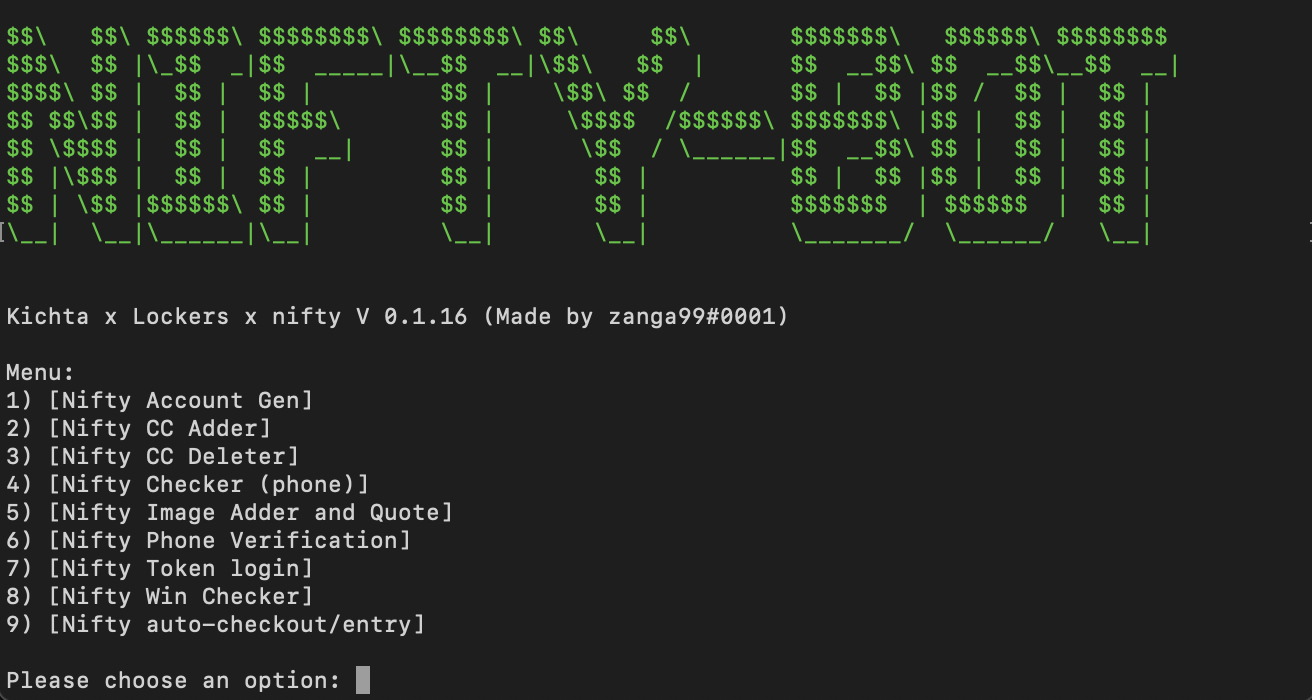 NIFTY-BOT
Kichta x Lockers x nifty V 0.1.16 (Made by zanga99#0001)
Menu:
1) [Nifty Account Gen]
2) [Nifty CC Adder]
3) [Nifty CC Deleter]
4) [Nifty Checker (phone)]
5) [Nifty Image Adder and Quote]
6) [Nifty Phone Verification]
7) [Nifty Token login]
8) [Nifty Win Checker]
9) [Nifty auto-checkout/entry]
Please choose an option: